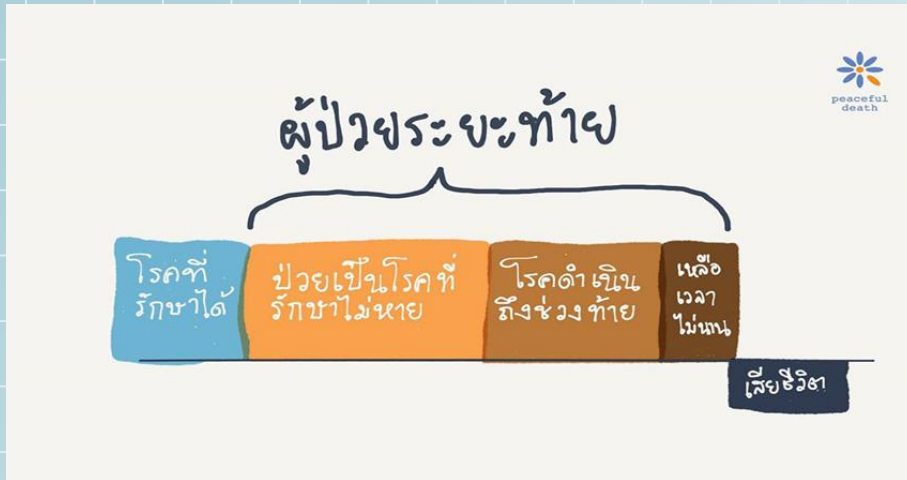 peaceful
death
ผู้ป่วยระยะท้าย
โรคที่
รักษาได้
ป่วยเป็นโรคที่
รักษาไม่หาย
โรคดำเนิน
ถึงช่วงท้าย
เหลือ
เวลา
ไม่นาน
เสียชีวิต